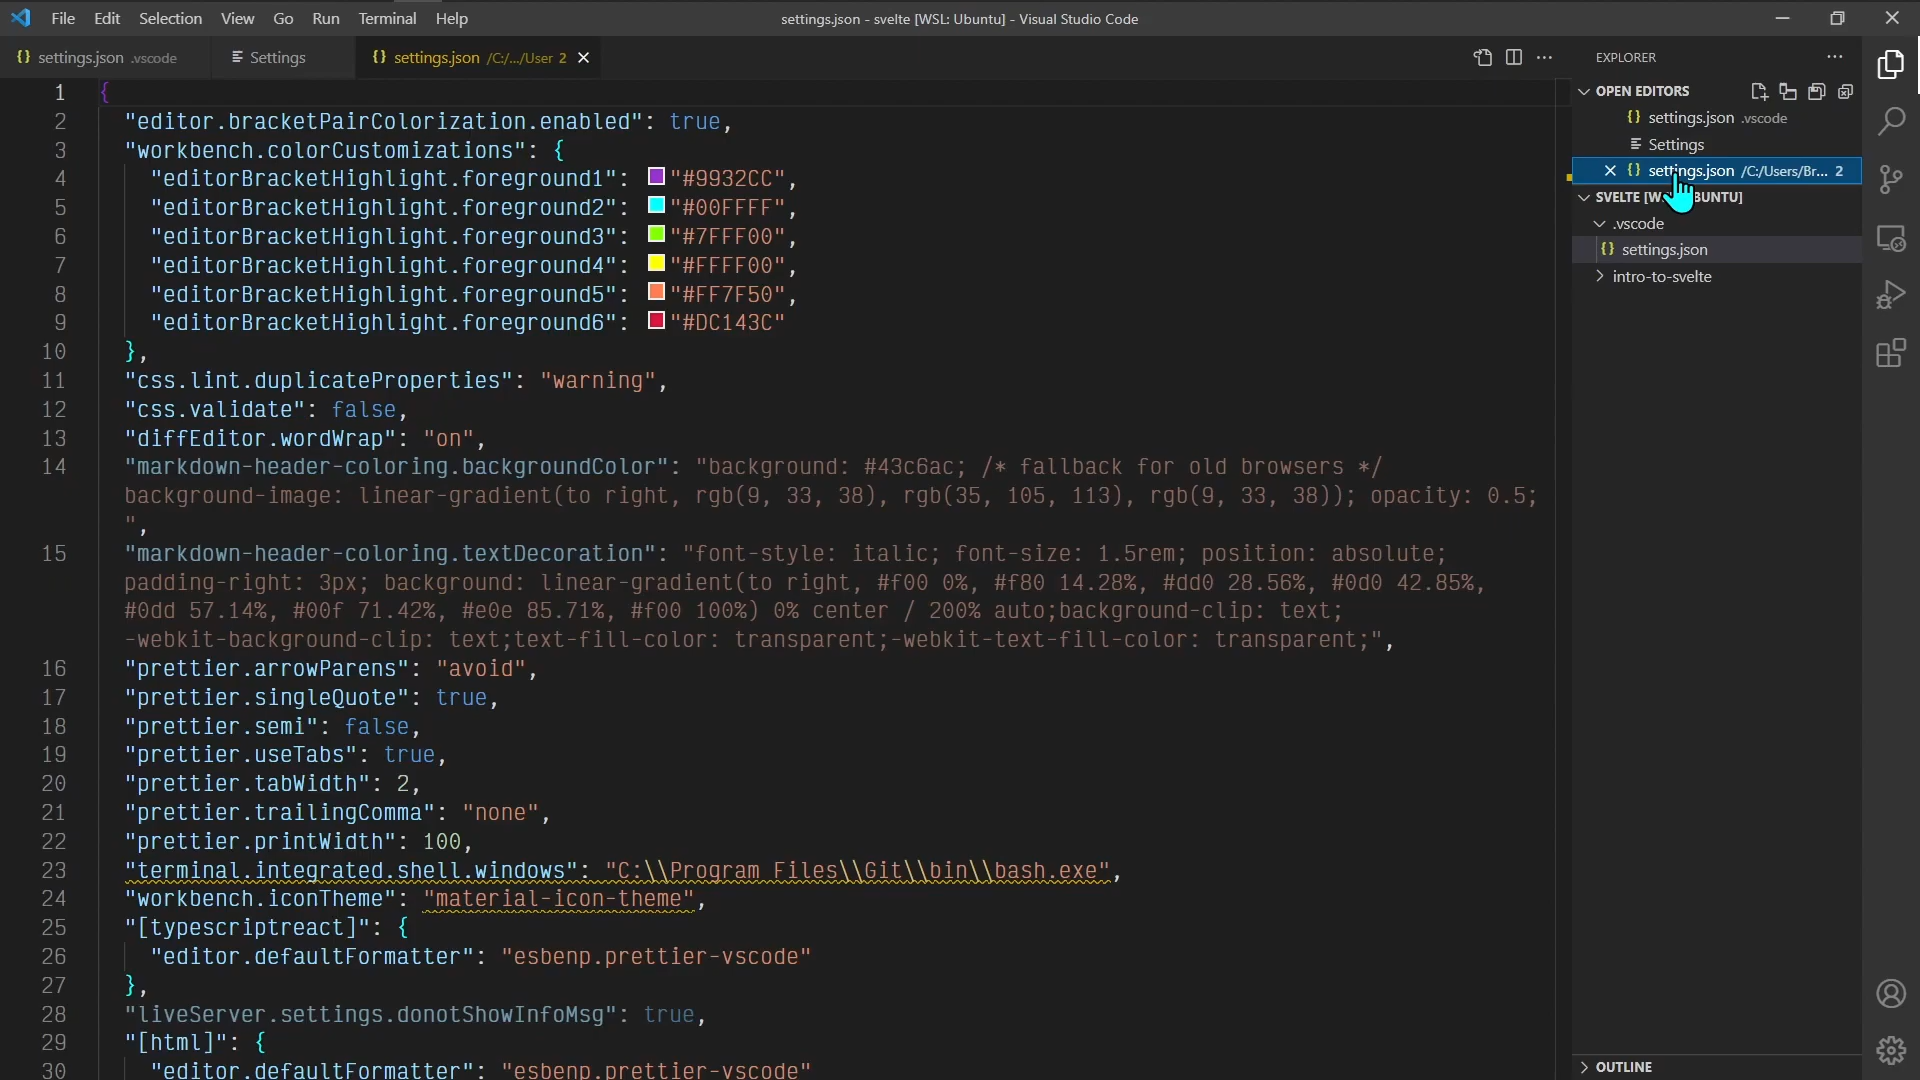 File Edit Selection View Go Run Terminal Help
settings.json - svelte [WSL: Ubuntu] - Visual Studio Code
settings.json .vscode
Settings
settings.json /C:/.../User 2
1 {
2 "editor.bracketPairColorization.enabled": true,
3 "workbench.colorCustomizations": {
4 "editorBracketHighlight.foreground1": "#9932CC",
5 "editorBracketHighlight.foreground2": "#00FFFF",
6 "editorBracketHighlight.foreground3": "#7FFF00",
7 "editorBracketHighlight.foreground4": "#FFFF00",
8 "editorBracketHighlight.foreground5": "#FF7F50",
9 "editorBracketHighlight.foreground6": "#DC143C"
10 },
11 "css.lint.duplicateProperties": "warning",
12 "css.validate": false,
13 "diffEditor.wordWrap": "on",
14 "markdown-header-coloring.backgroundColor": "background: #43c6ac; /* fallback for old browsers */
background-image: linear-gradient(to right, rgb(9, 33, 38), rgb(35, 105, 113), rgb(9, 33, 38)); opacity: 0.5;
",
15 "markdown-header-coloring.textDecoration": "font-style: italic; font-size: 1.5rem; position: absolute;
padding-right: 3px; background: linear-gradient(to right, #f00 0%, #f80 14.28%, #dd0 28.56%, #0d0 42.85%,
#0dd 57.14%, #00f 71.42%, #e0e 85.71%, #f00 100%) 0% center / 200% auto;background-clip: text;
-webkit-background-clip: text;text-fill-color: transparent;-webkit-text-fill-color: transparent;",
16 "prettier.arrowParens": "avoid",
17 "prettier.singleQuote": true,
18 "prettier.semi": false,
19 "prettier.useTabs": true,
20 "prettier.tabWidth": 2,
21 "prettier.trailingComma": "none",
22 "prettier.printWidth": 100,
23 "terminal.integrated.shell.windows": "C:\\Program Files\\Git\\bin\\bash.exe",
24 "workbench.iconTheme": "material-icon-theme",
25 "[typescriptreact]": {
26 "editor.defaultFormatter": "esbenp.prettier-vscode"
27 },
28 "liveServer.settings.donotShowInfoMsg": true,
29 "[html]": {
30 "editor.defaultFormatter": "esbenp.prettier-vscode"
EXPLORER
OPEN EDITORS
settings.json .vscode
Settings
settings.json /C:/Users/Br... 2
SVELTE
.vscode
settings.json
intro-to-svelte
OUTLINE